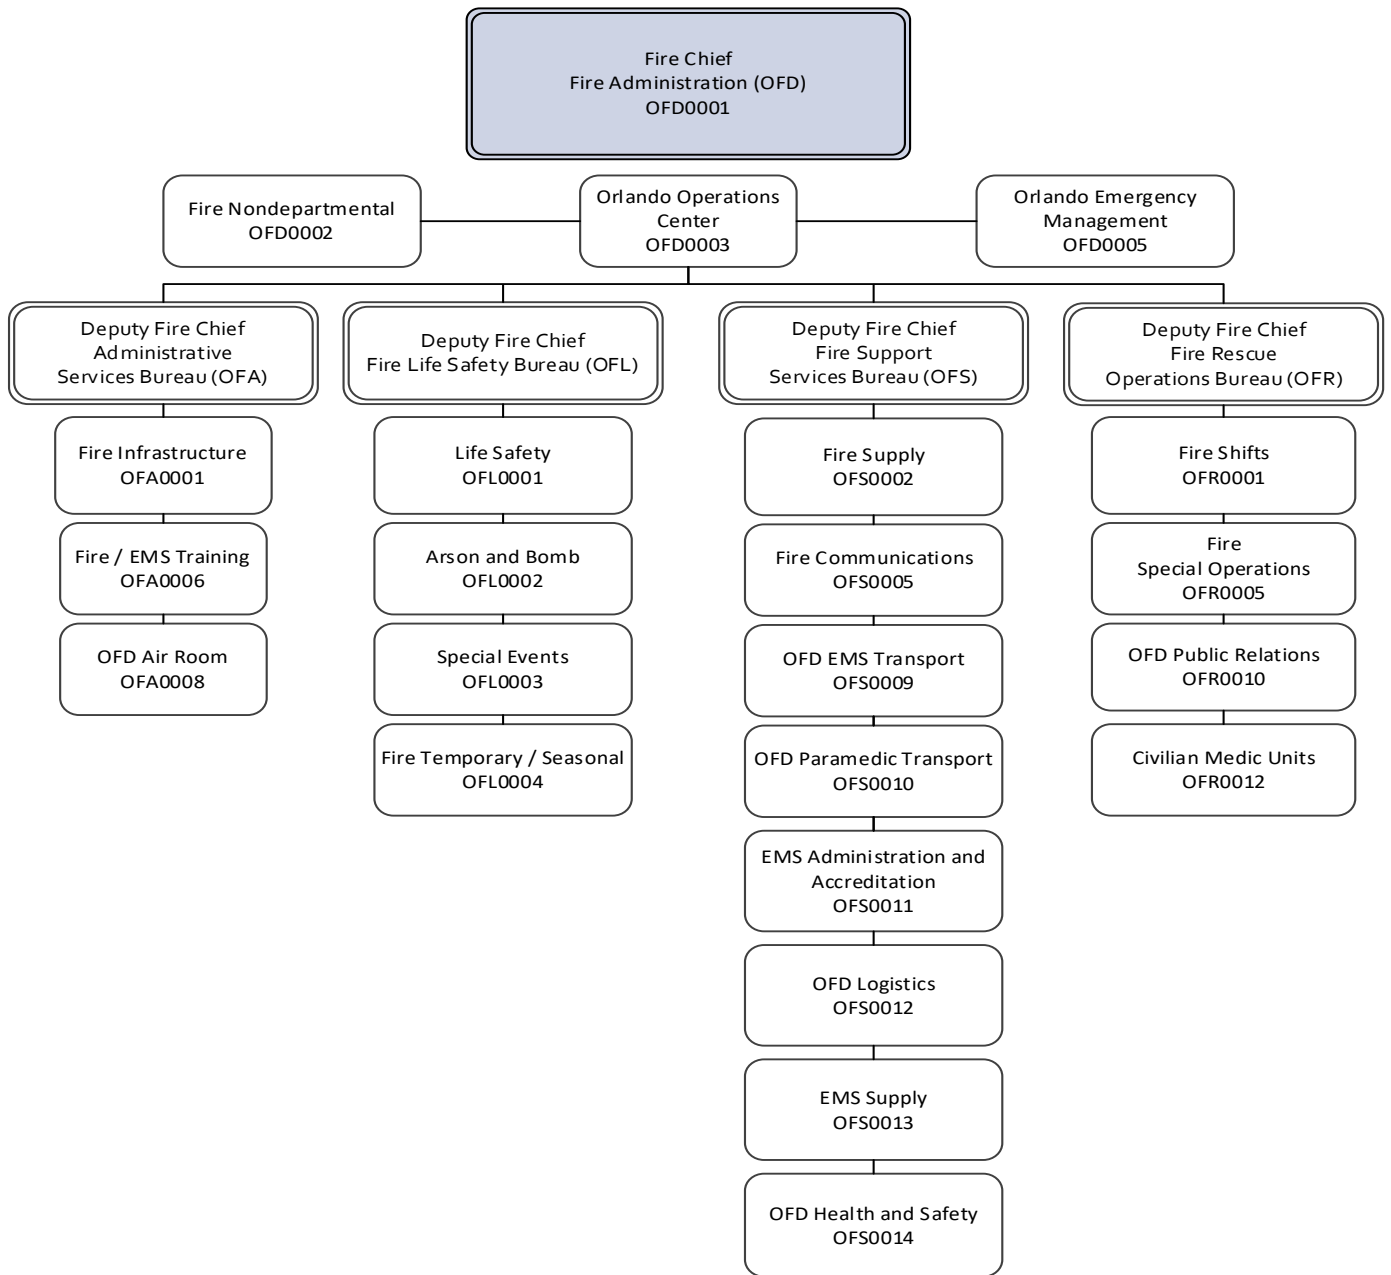 Fire Chief
Fire Administration (OFD)
OFD0001
Fire Nondepartmental
OFD0002
Orlando Operations
Center
OFD0003
Orlando Emergency
Management
OFD0005
Deputy Fire Chief
Administrative
Services Bureau (OFA)
Deputy Fire Chief
Fire Life Safety Bureau (OFL)
Deputy Fire Chief
Fire Support
Services Bureau (OFS)
Deputy Fire Chief
Fire Rescue
Operations Bureau (OFR)
Fire Infrastructure
OFA0001
Fire / EMS Training
OFA0006
OFD Air Room
OFA0008
Life Safety
OFL0001
Arson and Bomb
OFL0002
Special Events
OFL0003
Fire Temporary / Seasonal
OFL0004
Fire Supply
OFS0002
Fire Communications
OFS0005
OFD EMS Transport
OFS0009
OFD Paramedic Transport
OFS0010
EMS Administration and
Accreditation
OFS0011
OFD Logistics
OFS0012
EMS Supply
OFS0013
OFD Health and Safety
OFS0014
Fire Shifts
OFR0001
Fire
Special Operations
OFR0005
OFD Public Relations
OFR0010
Civilian Medic Units
OFR0012